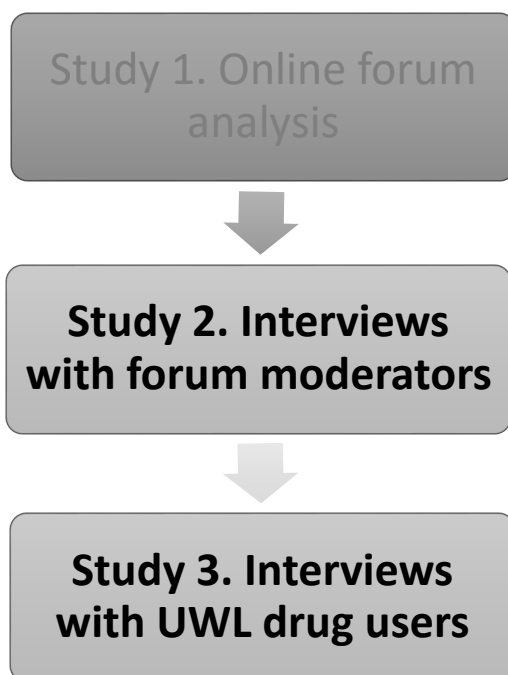 Study 1. Online forum
analysis
Study 2. Interviews
with forum moderators
Study 3. Interviews
with UWL drug users